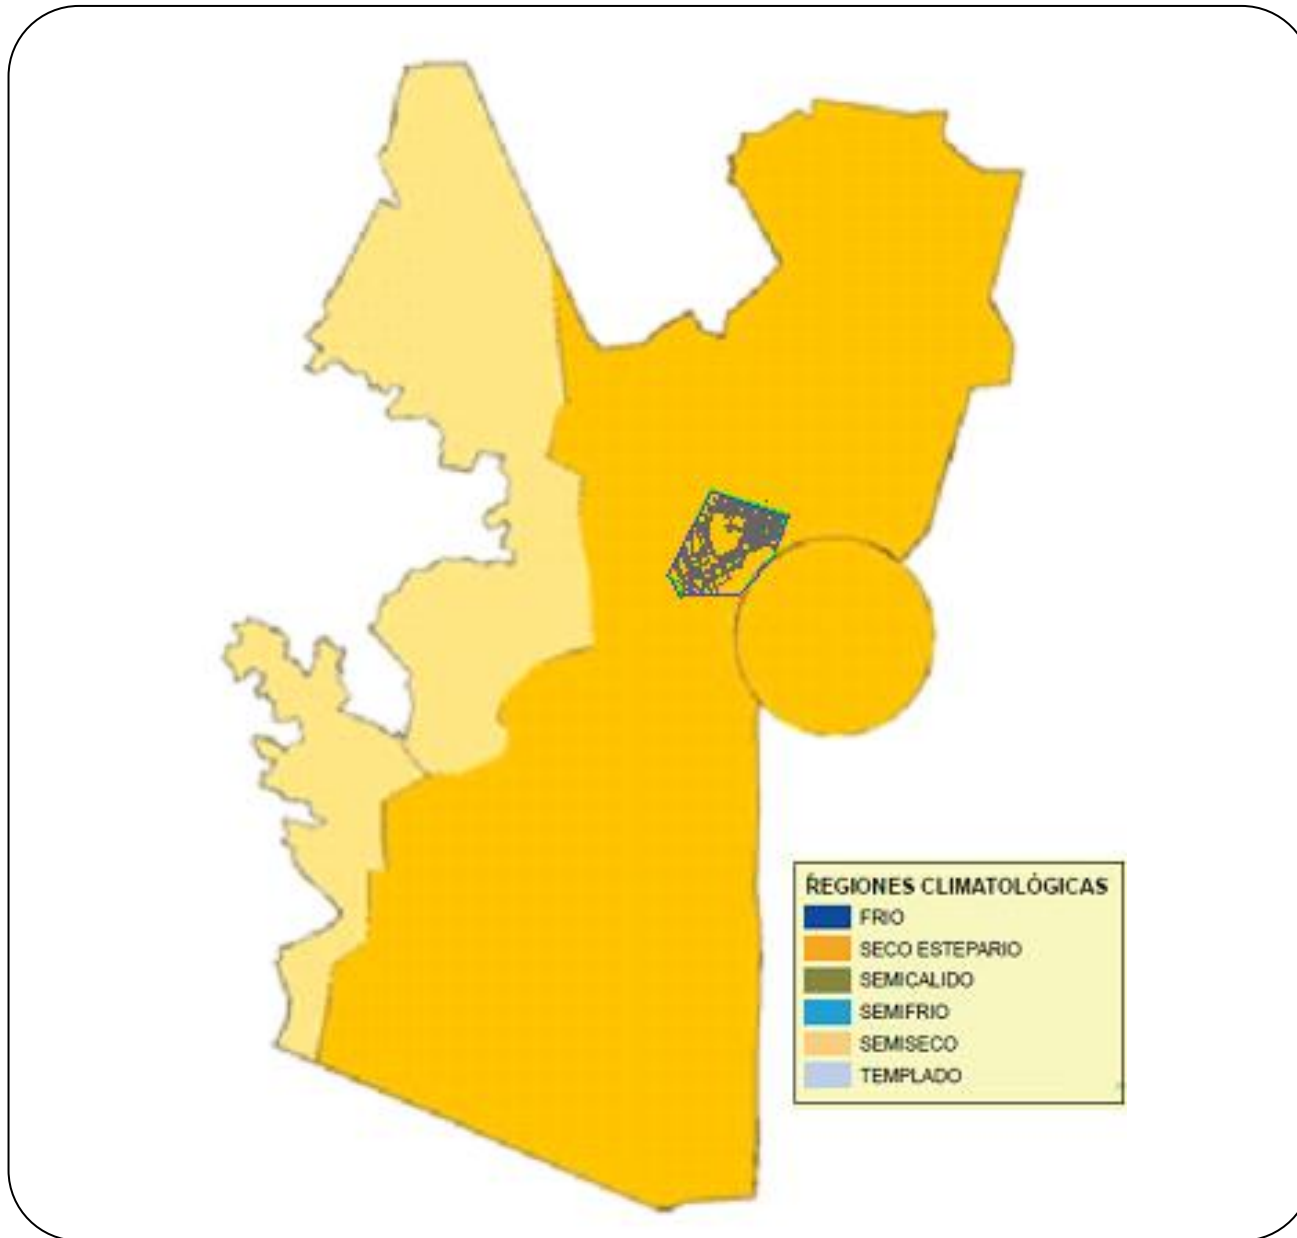 REGIONES CLIMATOLÓGICAS
FRIO
SECO ESTEPARIO
SEMICALIDO
SEMIFRIO
SEMISECO
TEMPLADO